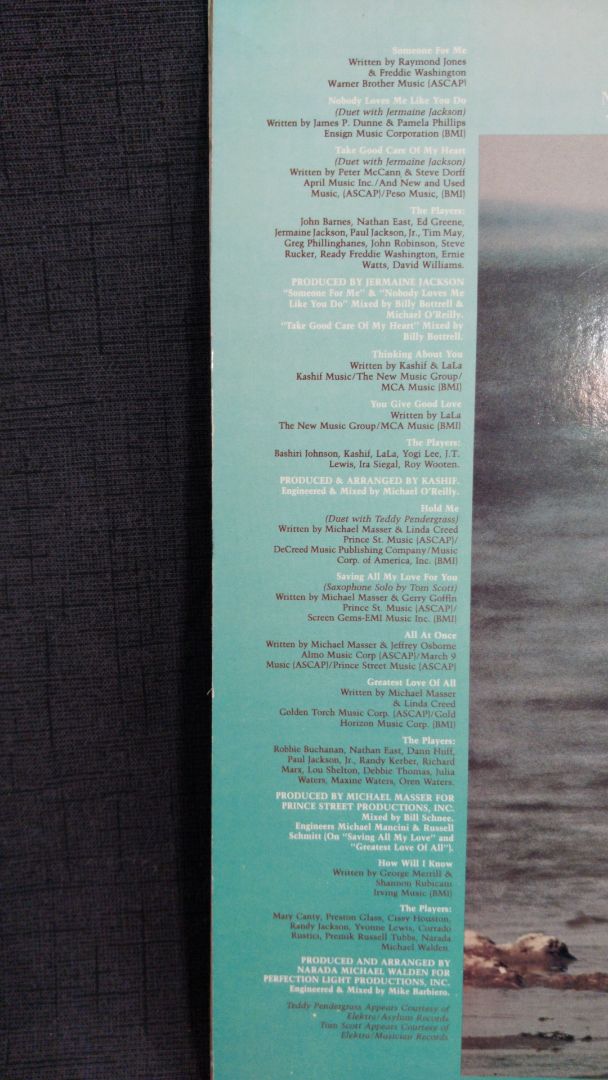 Someone For Me
Written by Raymond Jones
& Freddie Washington
Warner Brother Music (ASCAP)
Nobody Loves Me Like You Do
(Duet with Jermaine Jackson)
Written by James P. Dunne & Pamela Phillips
Ensign Music Corporation (BMI)
Take Good Care Of My Heart
(Duet with Jermaine Jackson)
Written by Peter McCann & Steve Dorff
April Music Inc./And New and Used
Music, (ASCAP)/Peso Music, (BMI)
The Players:
John Barnes, Nathan East, Ed Greene,
Jermaine Jackson, Paul Jackson, Jr., Tim May,
Greg Phillinghanes, John Robinson, Steve
Rucker, Ready Freddie Washington, Ernie
Watts, David Williams.
PRODUCED BY JERMAINE JACKSON
"Someone For Me" & "Nobody Loves Me
Like You Do" Mixed by Billy Bottrell &
Michael O'Reilly.
"Take Good Care Of My Heart" Mixed by
Billy Bottrell.
Thinking About You
Written by Kashif & LaLa
Kashif Music/The New Music Group/
MCA Music (BMI)
You Give Good Love
Written by LaLa
The New Music Group/MCA Music (BMI)
The Players:
Bashiri Johnson, Kashif, LaLa, Yogi Lee, J.T.
Lewis, Ira Siegal, Roy Wooten.
PRODUCED & ARRANGED BY KASHIF.
Engineered & Mixed by Michael O'Reilly.
Hold Me
(Duet with Teddy Pendergrass)
Written by Michael Masser & Linda Creed
Prince St. Music (ASCAP)/
DeCreed Music Publishing Company/Music
Corp. of America, Inc. (BMI)
Saving All My Love For You
(Saxophone Solo by Tom Scott)
Written by Michael Masser & Gerry Goffin
Prince St. Music (ASCAP)/
Screen Gems-EMI Music Inc. (BMI)
All At Once
Written by Michael Masser & Jeffrey Osborne
Almo Music Corp (ASCAP)/March 9
Music (ASCAP)/Prince Street Music (ASCAP)
Greatest Love Of All
Written by Michael Masser
& Linda Creed
Golden Torch Music Corp. (ASCAP)/Gold
Horizon Music Corp. (BMI)
The Players:
Robbie Buchanan, Nathan East, Dann Huff,
Paul Jackson, Jr., Randy Kerber, Richard
Marx, Lou Shelton, Debbie Thomas, Julia
Waters, Maxine Waters, Oren Waters.
PRODUCED BY MICHAEL MASSER FOR
PRINCE STREET PRODUCTIONS, INC.
Mixed by Bill Schnee.
Engineers Michael Mancini & Russell
Schmitt (On "Saving All My Love" and
"Greatest Love Of All").
How Will I Know
Written by George Merrill &
Shannon Rubicam
Irving Music (BMI)
The Players:
Mary Canty, Preston Glass, Cissy Houston,
Randy Jackson, Yvonne Lewis, Corrado
Rustici, Premik Russell Tubbs, Narada
Michael Walden.
PRODUCED AND ARRANGED BY
NARADA MICHAEL WALDEN FOR
PERFECTION LIGHT PRODUCTIONS, INC.
Engineered & Mixed by Mike Barbiero.
Teddy Pendergrass Appears Courtesy of
Elektra/Asylum Records
Tom Scott Appears Courtesy of
Elektra/Musician Records